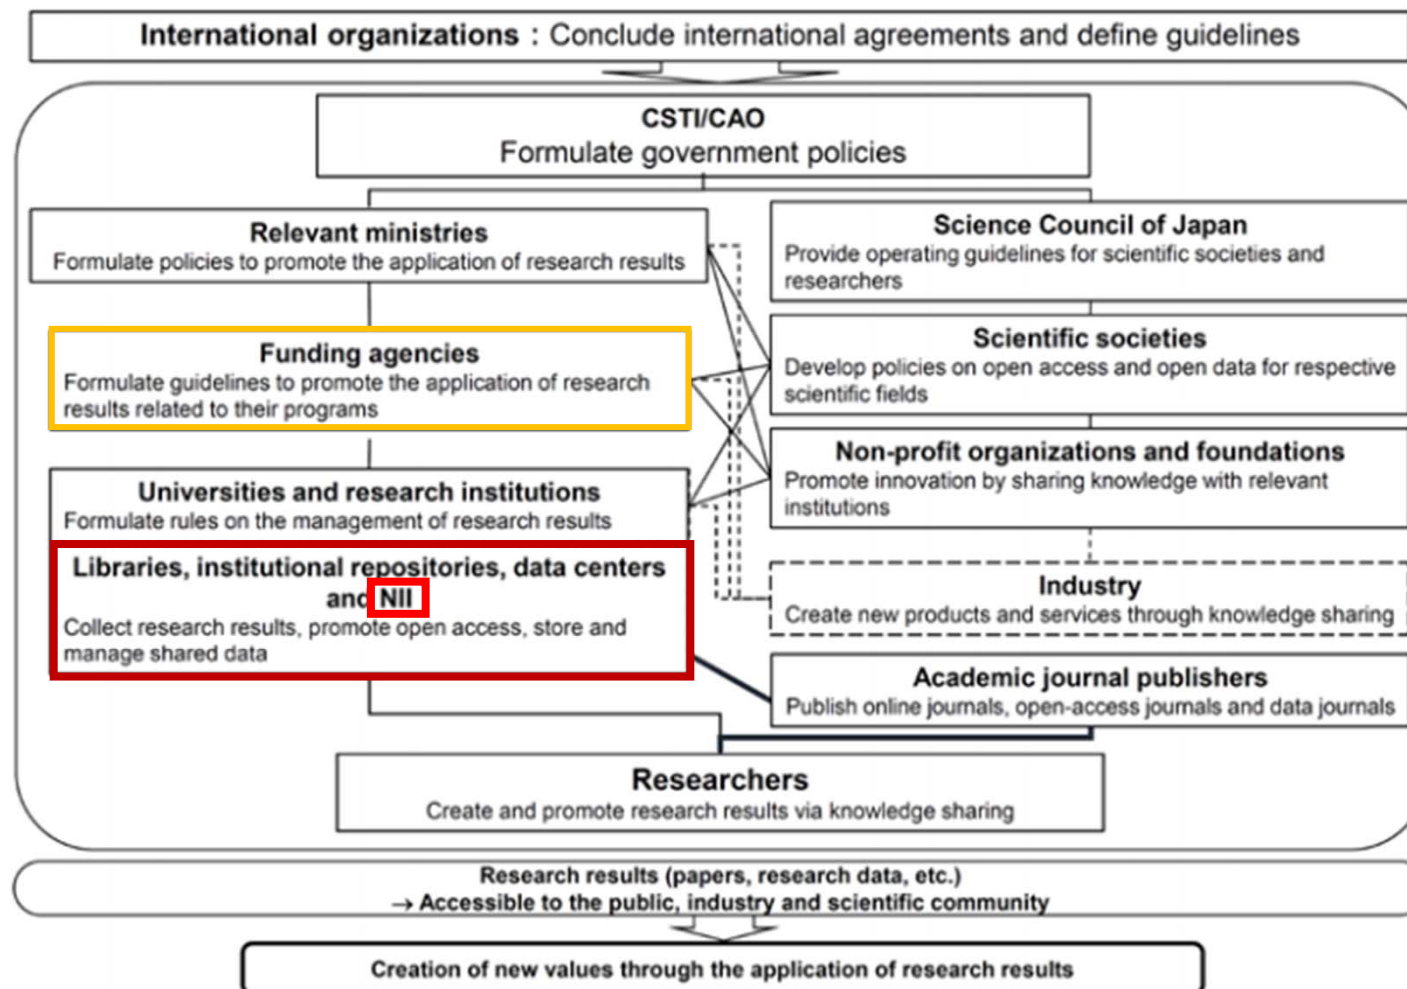 International organizations : Conclude international agreements and define guidelines
CSTI/CAO
Formulate government policies
Relevant ministries
Formulate policies to promote the application of research results
Science Council of Japan
Provide operating guidelines for scientific societies and
researchers
Funding agencies
Formulate guidelines to promote the application of research
results related to their programs
Scientific societies
Develop policies on open access and open data for respective
scientific fields
Non-profit organizations and foundations
Promote innovation by sharing knowledge with relevant
institutions
Universities and research institutions
Formulate rules on the management of research results
Libraries, institutional repositories, data centers
and NII
Collect research results, promote open access, store and
manage shared data
Industry
Create new products and services through knowledge sharing
Academic journal publishers
Publish online journals, open-access journals and data journals
Researchers
Create and promote research results via knowledge sharing
Research results (papers, research data, etc.)
→ Accessible to the public, industry and scientific community
Creation of new values through the application of research results